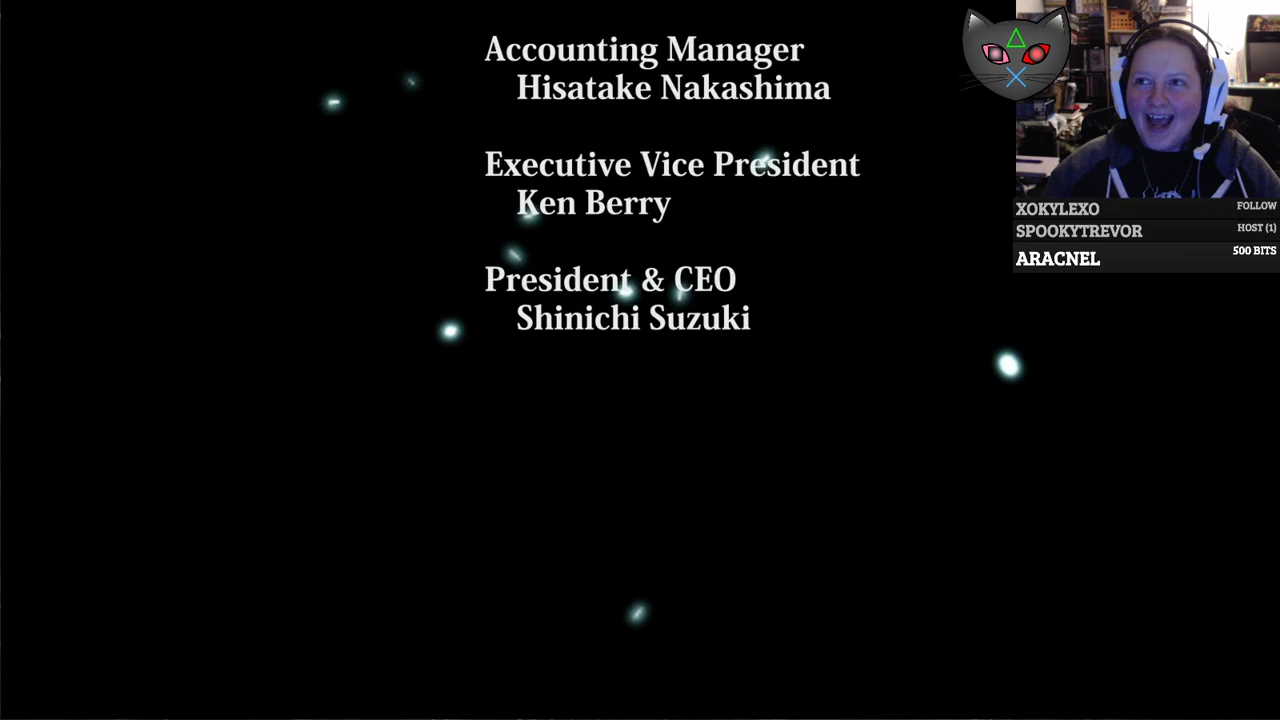 Accounting Manager
Hisatake Nakashima
Executive Vice President
Ken Berry
President & CEO
Shinichi Suzuki
XOKYLEXO FOLLOW
SPOOKYTREVOR HOST (1)
ARACNEL 500 BITS